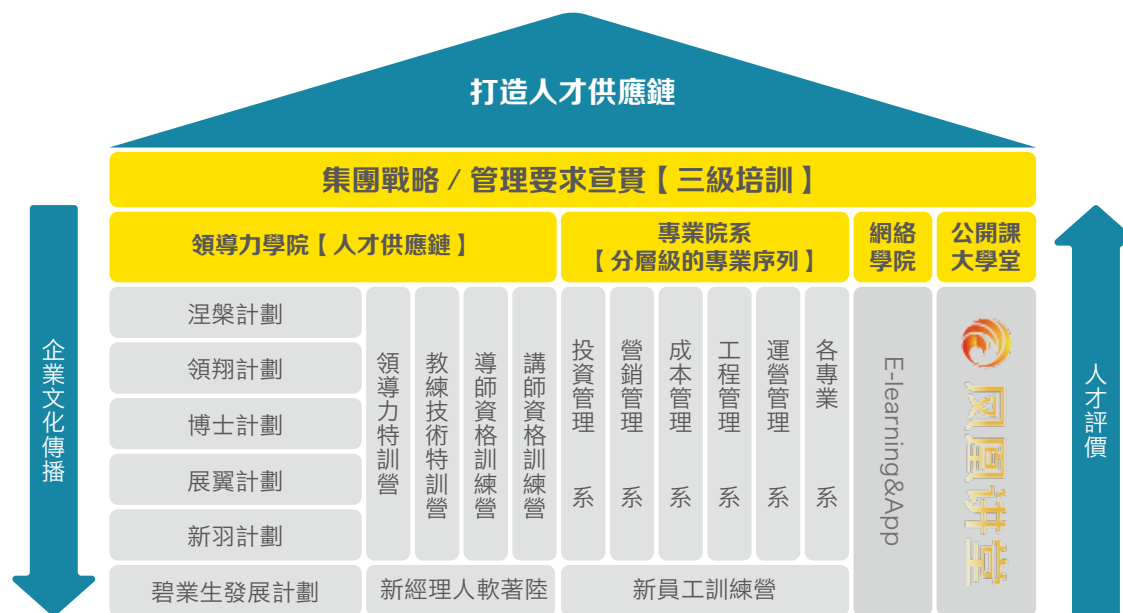 打造人才供應鏈
集團戰略 / 管理要求宣貫【三級培訓】
領導力學院【人才供應鏈】
專業院系
【分層級的專業序列】
網絡
學院
公開課
大學堂
企業文化傳播
涅槃計劃
領翔計劃
博士計劃
展翼計劃
新羽計劃
碧業生發展計劃
領導力特訓營
教練技術特訓營
導師資格訓練營
講師資格訓練營
新經理人軟著陸
投資管理系
營銷管理系
成本管理系
工程管理系
運營管理系
各專業系
新員工訓練營
E-learning&App
凤凰讲堂
人才評價